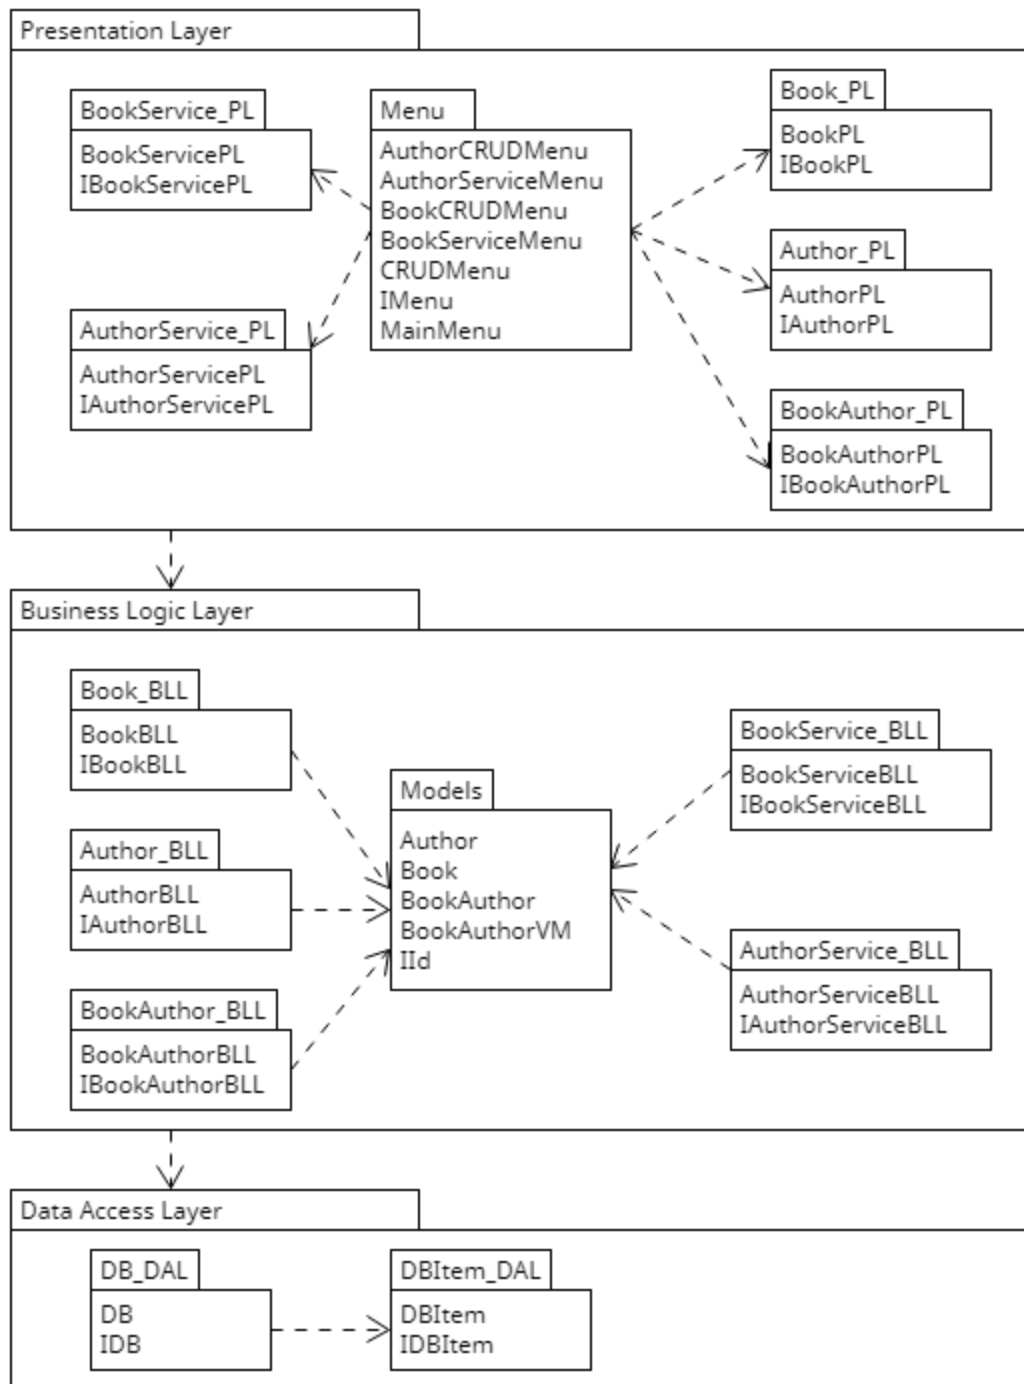 Presentation Layer
BookService_PL
BookServicePL
IBookServicePL
AuthorService_PL
AuthorServicePL
IAuthorServicePL
Menu
AuthorCRUDMenu
AuthorServiceMenu
BookCRUDMenu
BookServiceMenu
CRUDMenu
IMenu
MainMenu
Book_PL
BookPL
IBookPL
Author_PL
AuthorPL
IAuthorPL
BookAuthor_PL
BookAuthorPL
IBookAuthorPL
Business Logic Layer
Book_BLL
BookBLL
IBookBLL
Author_BLL
AuthorBLL
IAuthorBLL
BookAuthor_BLL
BookAuthorBLL
IBookAuthorBLL
Models
Author
Book
BookAuthor
BookAuthorVM
IId
BookService_BLL
BookServiceBLL
IBookServiceBLL
AuthorService_BLL
AuthorServiceBLL
IAuthorServiceBLL
Data Access Layer
DB_DAL
DB
IDB
DBItem_DAL
DBItem
IDBItem